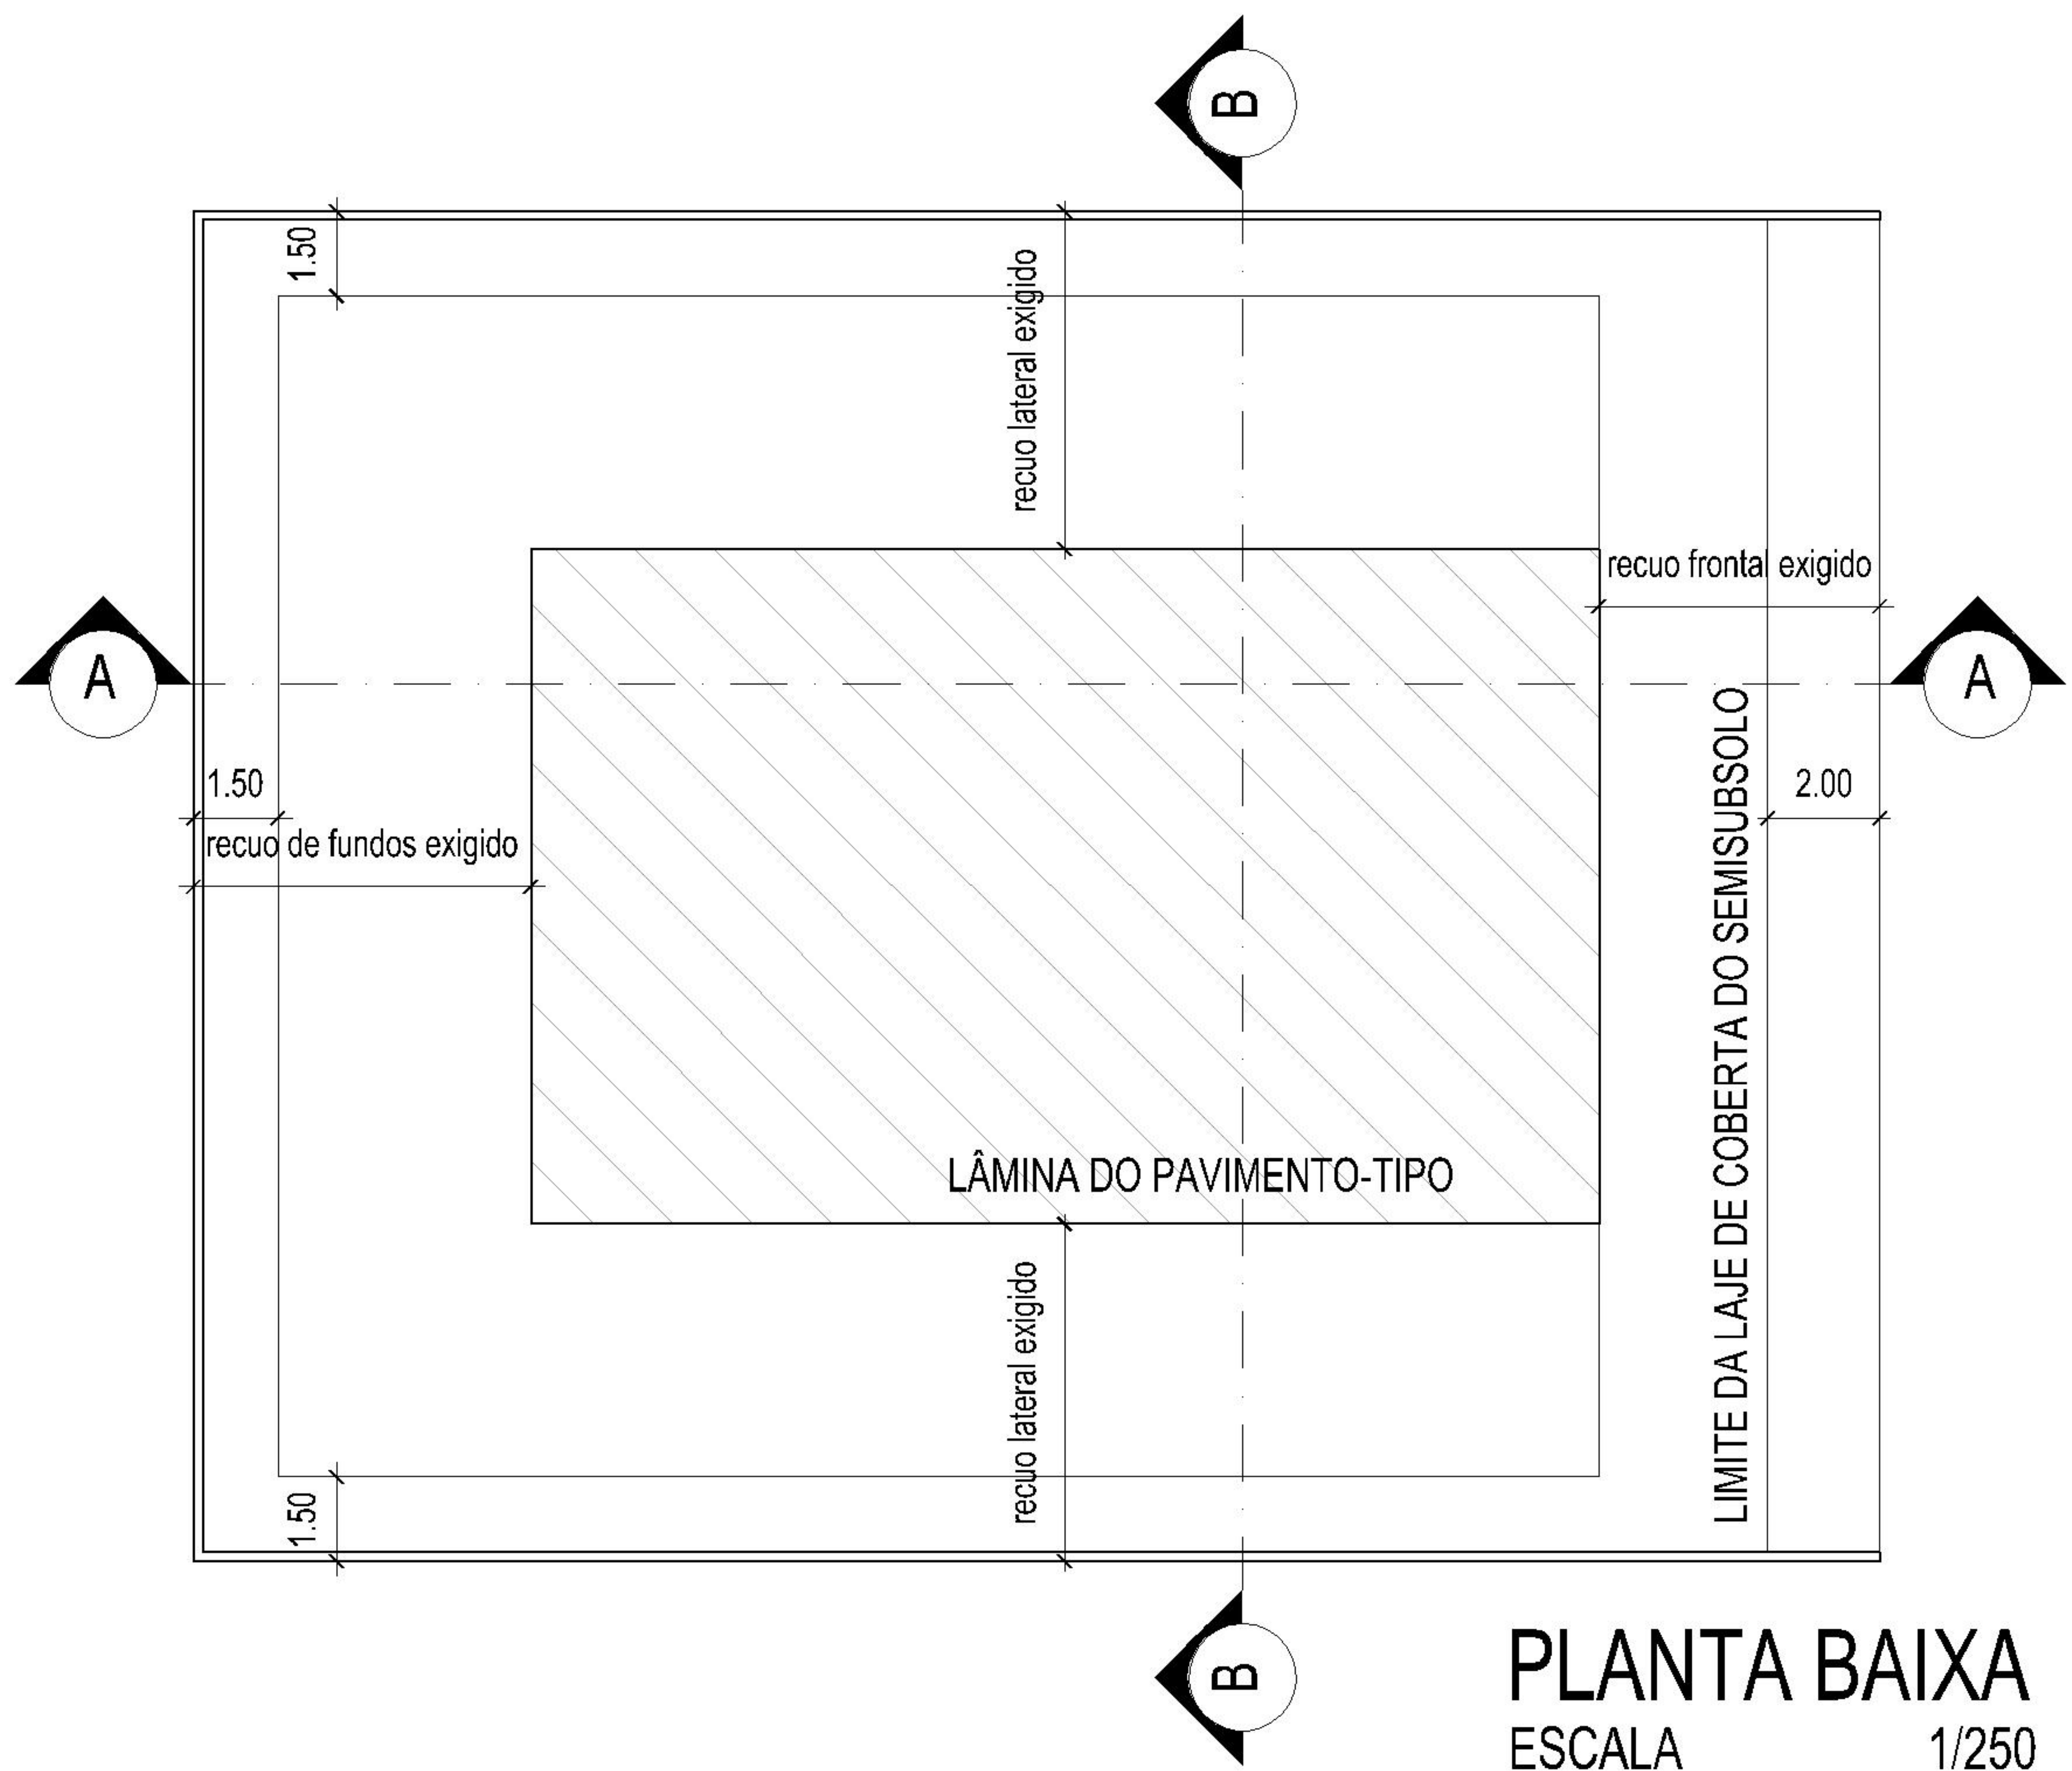 B
1.50
recuo lateral exigido
recuo frontal exigido
A
A
1.50
2.00
recuo de fundos exigido
LIMITE DA LAJE DE COBERTA DO SEMISUBSOLO
LÂMINA DO PAVIMENTO-TIPO
recuo lateral exigido
1.50
B
PLANTA BAIXA
ESCALA 1/250